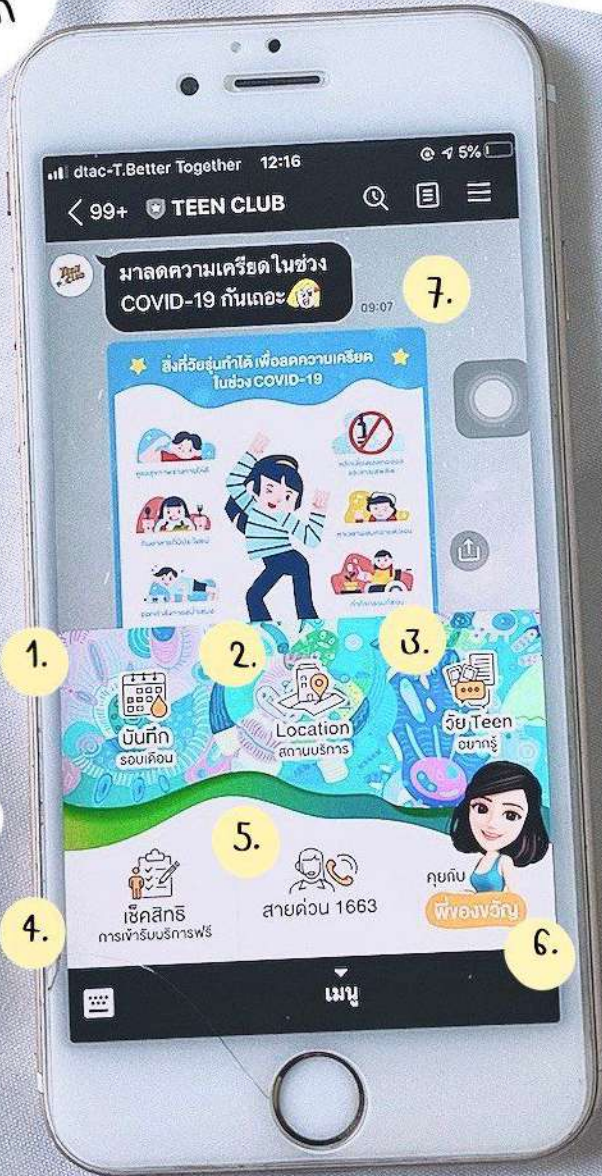 dtac-T.Better Together 12:16 5%
99+ TEEN CLUB
มาลดความเครียดในช่วง
COVID-19 กันเถอะ
09:07
7.
สิ่งที่วัยรุ่นทำได้ เพื่อลดความเครียด
ในช่วง COVID-19
1.
2.
3.
บันทึก
รอบเดือน
Location
สถานบริการ
วัย Teen
อยากรู้
4.
5.
เช็คสิทธิ
การเข้ารับบริการฟรี
สายด่วน 1663
คุยกับ
พี่ของขวัญ
6.
เมนู